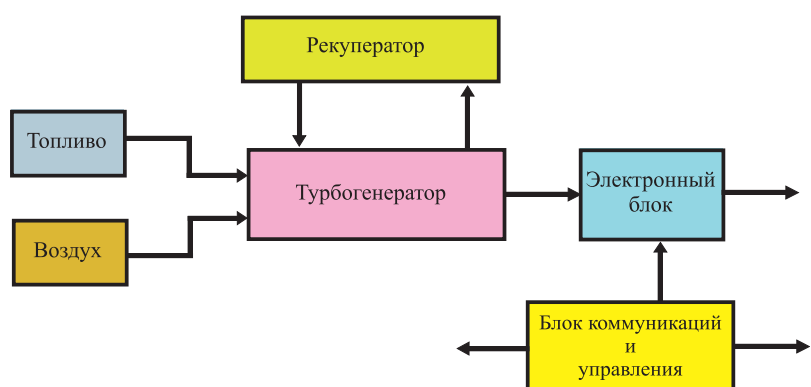 Рекуператор
Топливо
Турбогенератор
Электронный
блок
Воздух
Блок коммуникаций
и
управления